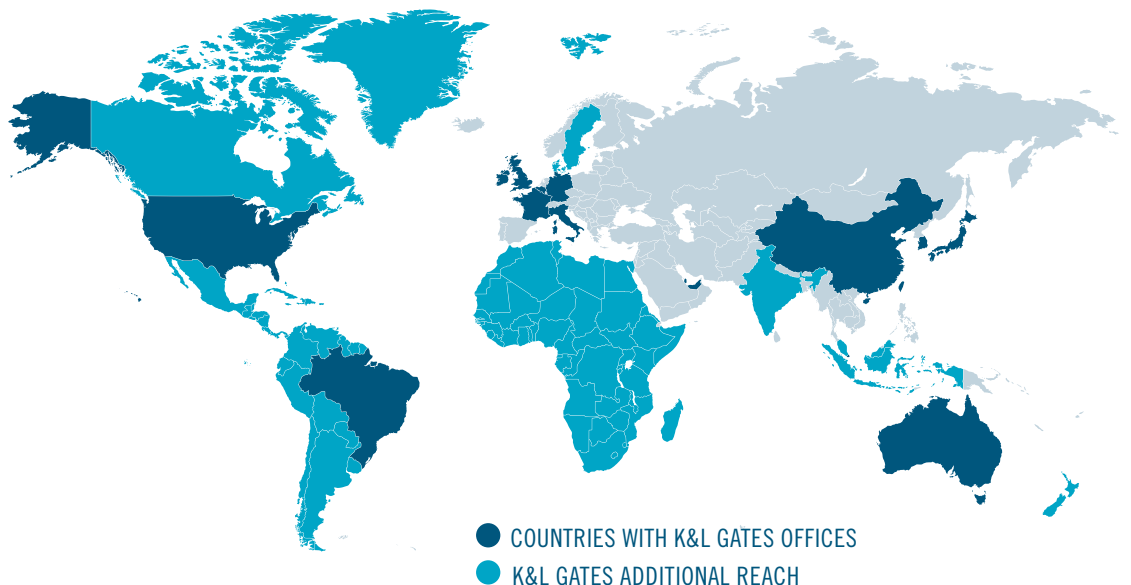 COUNTRIES WITH K&L GATES OFFICES
K&L GATES ADDITIONAL REACH